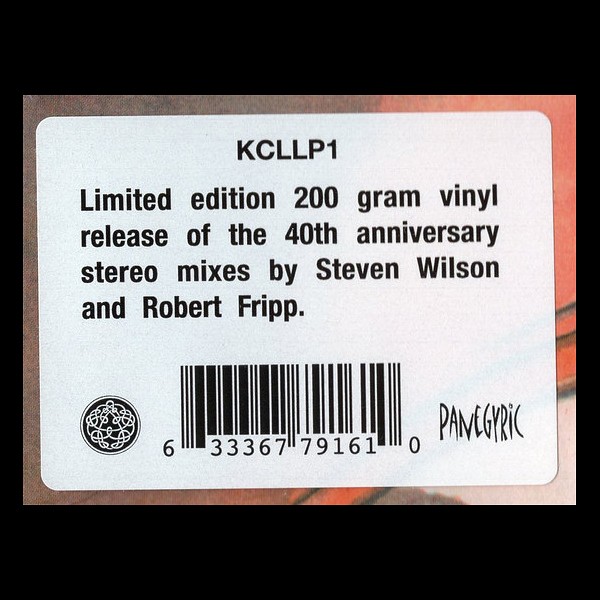 KCLLP1
Limited edition 200 gram vinyl
release of the 40th anniversary
stereo mixes by Steven Wilson
and Robert Fripp.
6 33367 79161 0
PANEGYRIC